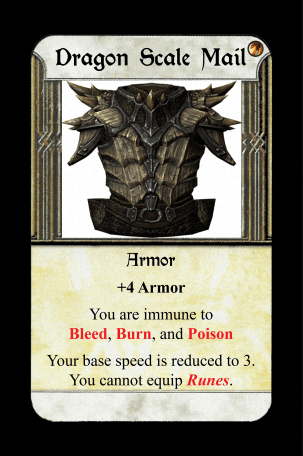 Dragon Scale Mail
Armor
+4 Armor
You are immune to
Bleed, Burn, and Poison
Your base speed is reduced to 3.
You cannot equip Runes.